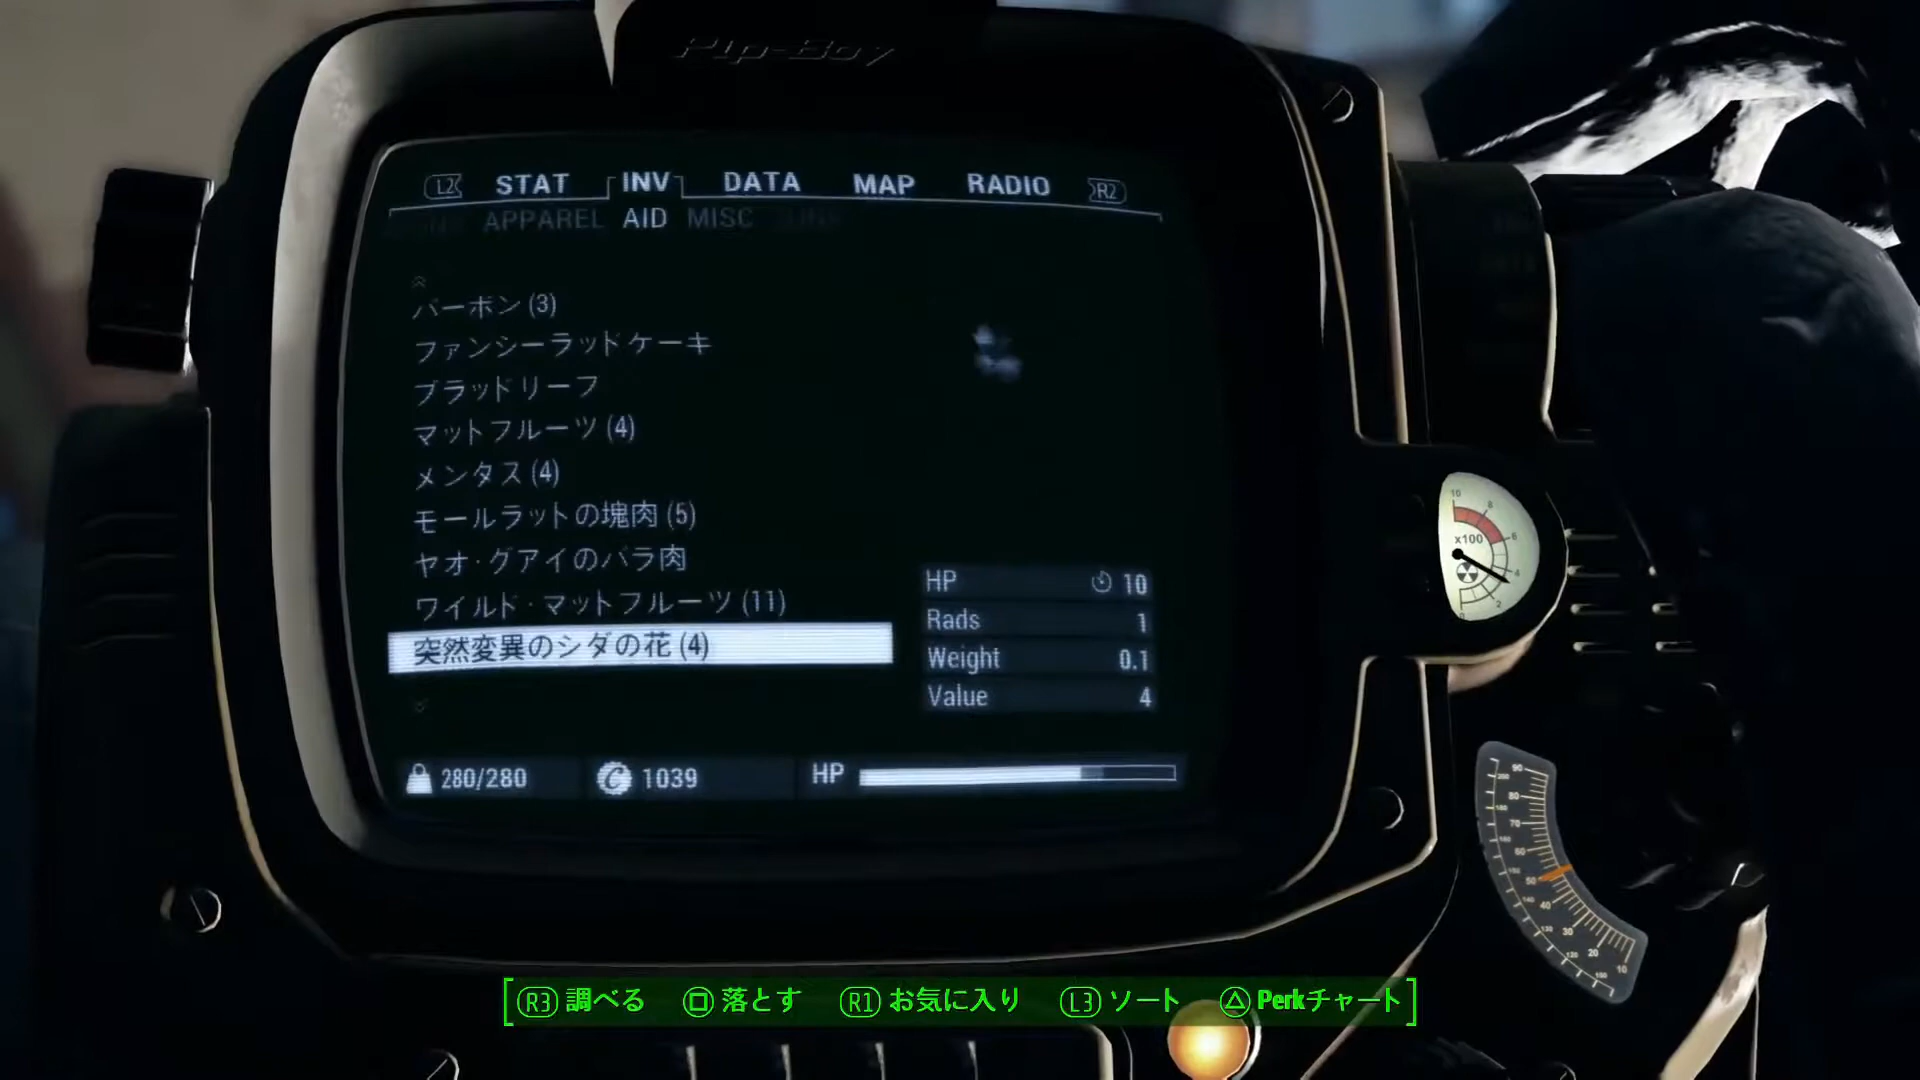 Pip-Boy
L2 STAT INV DATA MAP RADIO R2
APPAREL AID MISC
バーボン (3)
ファンシーラッドケーキ
ブラッドリーフ
マットフルーツ (4)
メンタス (4)
モールラットの塊肉 (5)
ヤオ・グアイのバラ肉
ワイルド・マットフルーツ (11)
突然変異のシダの花 (4)
HP 10
Rads 1
Weight 0.1
Value 4
280/280 1039 HP
x100
R3 調べる 落とす R1 お気に入り L3 ソート Perkチャート